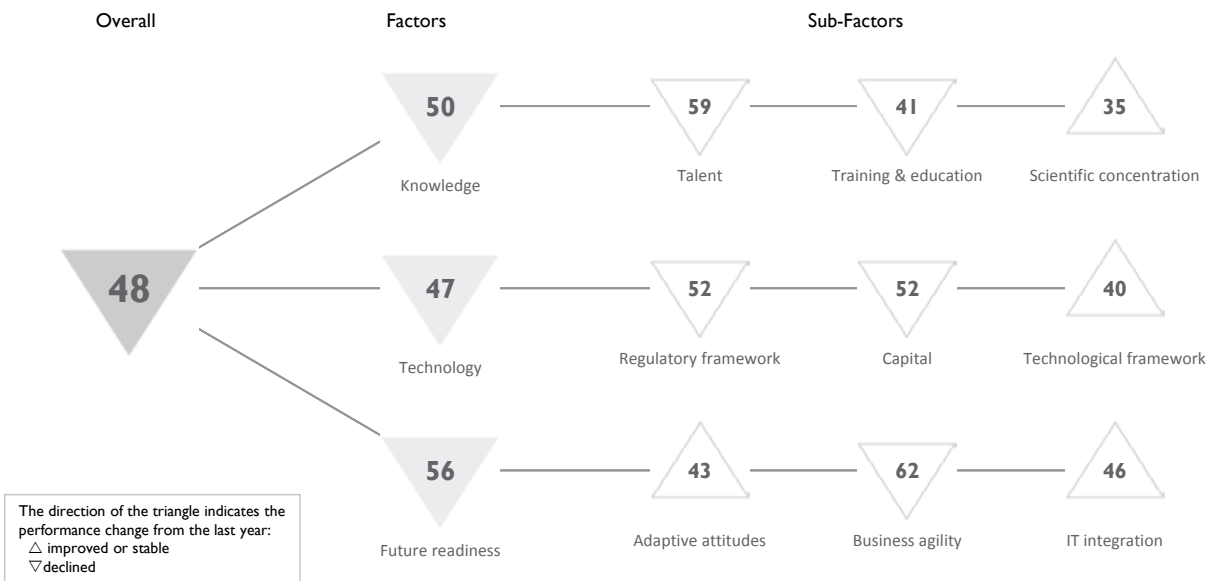 Overall Factors Sub-Factors
50 59 41 35
Knowledge Talent Training & education Scientific concentration
48 47 52 52 40
Technology Regulatory framework Capital Technological framework
56 43 62 46
Future readiness Adaptive attitudes Business agility IT integration
The direction of the triangle indicates the
performance change from the last year:
△ improved or stable
▽declined